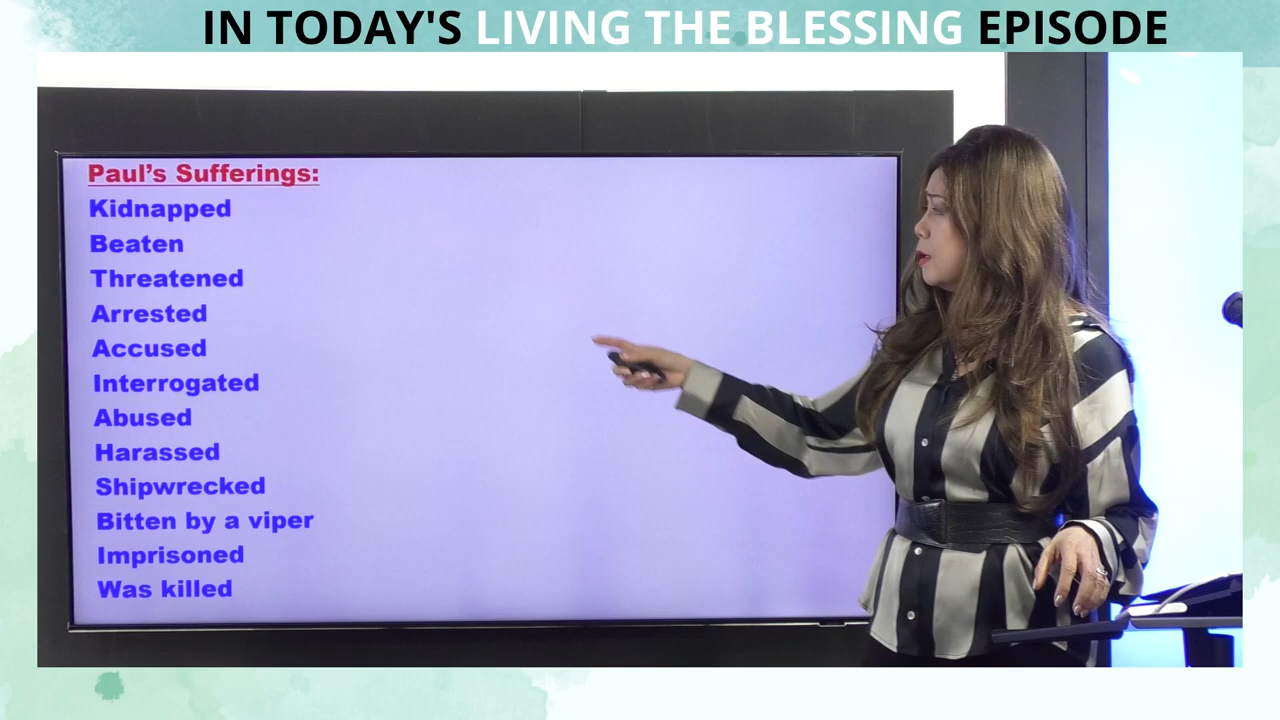 IN TODAY'S LIVING THE BLESSING EPISODE
Paul’s Sufferings:
Kidnapped
Beaten
Threatened
Arrested
Accused
Interrogated
Abused
Harassed
Shipwrecked
Bitten by a viper
Imprisoned
Was killed